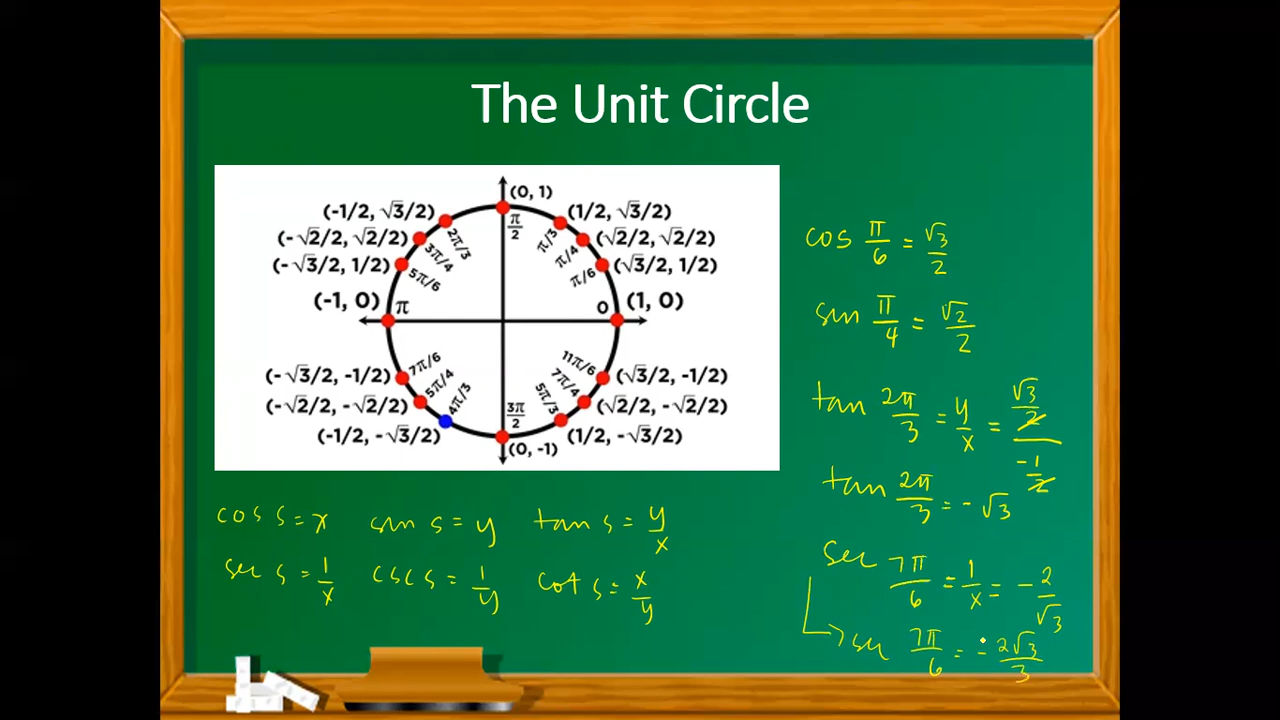 The Unit Circle
(0, 1)
(-1/2, √3/2)
(1/2, √3/2)
(-√2/2, √2/2)
(√2/2, √2/2)
(-√3/2, 1/2)
(√3/2, 1/2)
(-1, 0)
(1, 0)
π/2
2π/3
π/3
3π/4
π/4
5π/6
π/6
π
0
7π/6
11π/6
5π/4
7π/4
4π/3
5π/3
3π/2
(-√3/2, -1/2)
(√3/2, -1/2)
(-√2/2, -√2/2)
(√2/2, -√2/2)
(-1/2, -√3/2)
(1/2, -√3/2)
(0, -1)
cos s = x sin s = y tan s = y/x
sec s = 1/x csc s = 1/y cot s = x/y
cos π/6 = √3/2
sin π/4 = √2/2
tan 2π/3 = y/x = (√3/2)/(-1/2)
tan 2π/3 = -√3
sec 7π/6 = 1/x = -2/√3
sec 7π/6 = -2√3/3